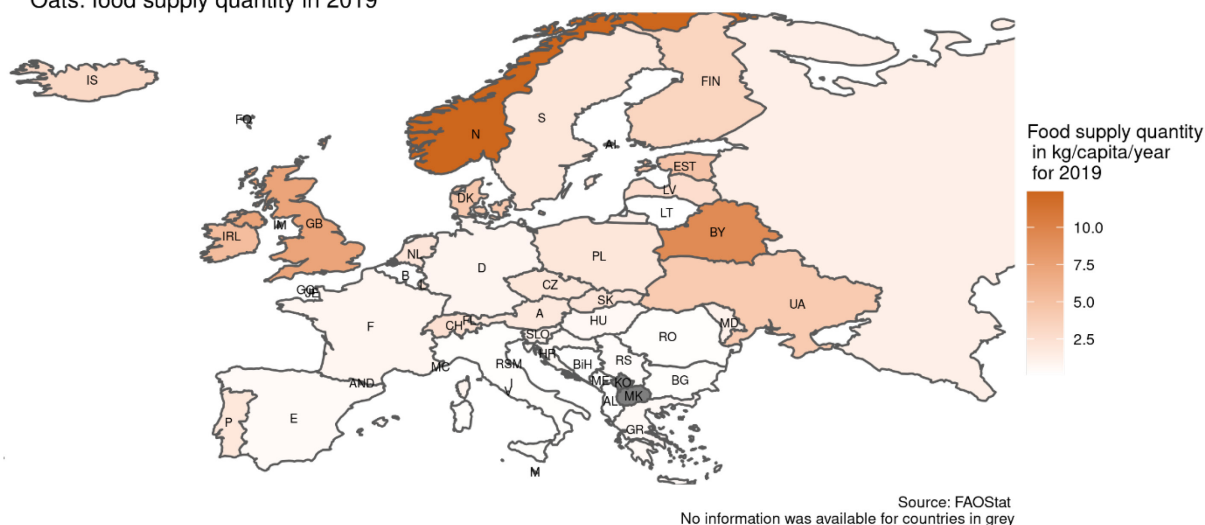 Oats: food supply quantity in 2019
IS
FIN
FO
S
N
AL
EST
DK
LV
LT
IM
GB
IRL
BY
NL
PL
B
D
L
CZ
SK
UA
GG
JE
A
HU
F
CH
FL
MD
SLO
RO
HR
MC
RSM
BiH
RS
I
V
AND
ME
KO
BG
MK
AL
P
E
GR
M
Food supply quantity
in kg/capita/year
for 2019
10.0
7.5
5.0
2.5
Source: FAOStat
No information was available for countries in grey